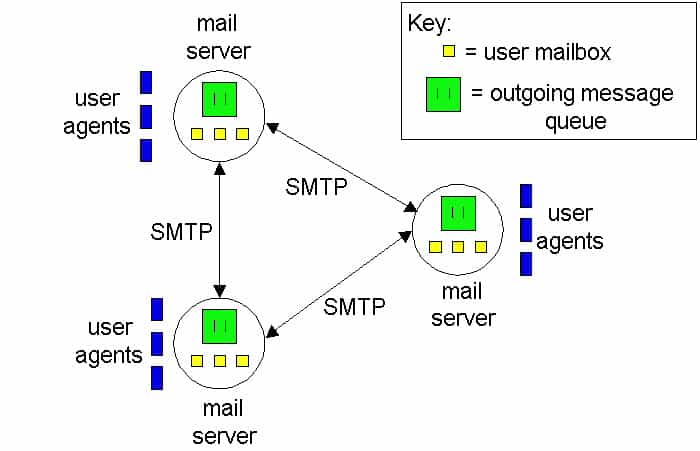 mail
server
Key:
= user mailbox
= outgoing message
queue
user
agents
SMTP
SMTP
user
agents
mail
server
SMTP
user
agents
mail
server